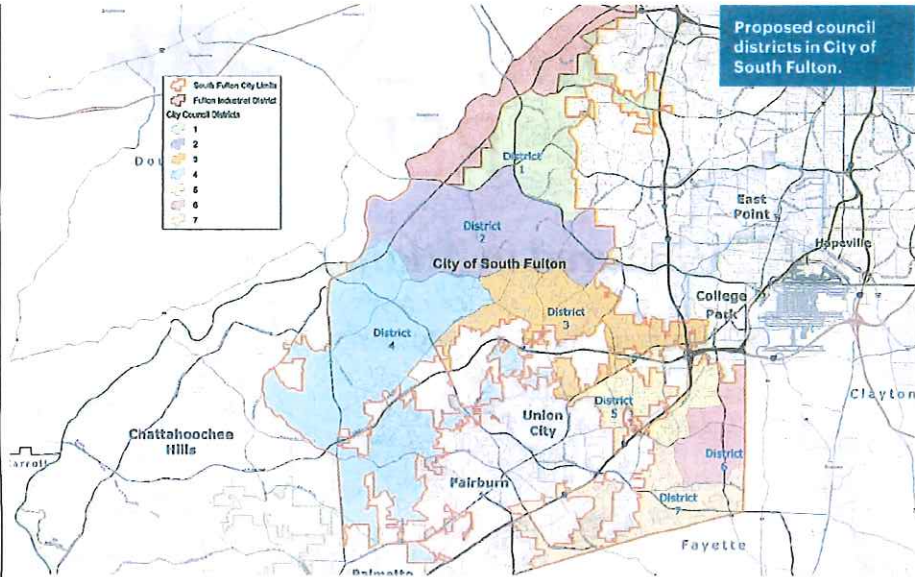 Proposed council
districts in City of
South Fulton.
South Fulton City Limits
Fulton Industrial District
City Council Districts
1
2
3
4
5
6
7
District
1
East
Point
District
2
Hapeville
City of South Fulton
College
Park
District
3
District
4
Clayton
District
5
Union
City
Chattahoochee
Hills
District
6
Fairburn
District
7
Fayette
Palmetto